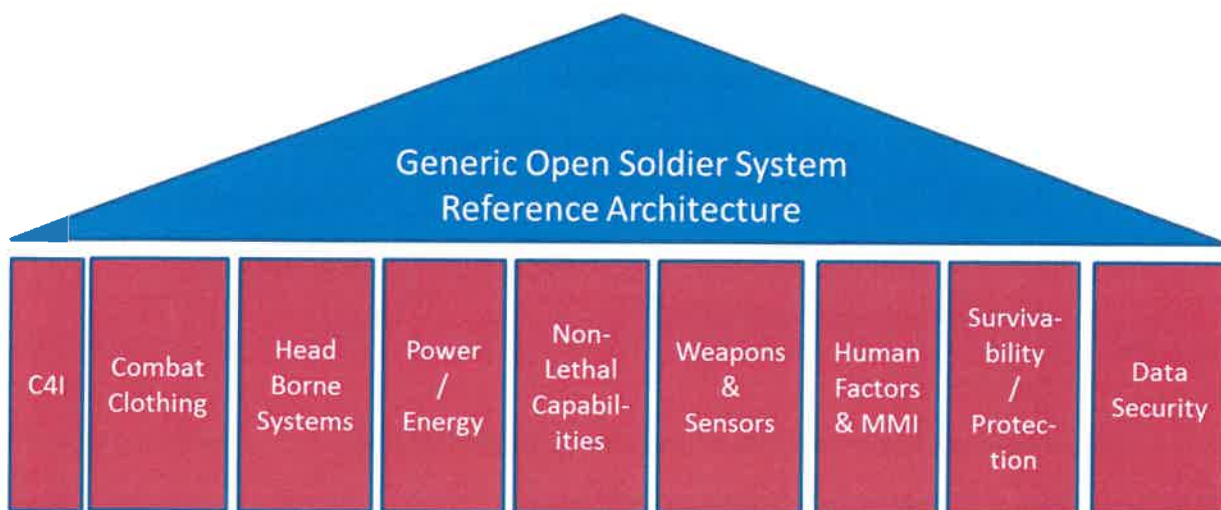 Generic Open Soldier System
Reference Architecture
C4I
Combat
Clothing
Head
Borne
Systems
Power
/
Energy
Non-
Lethal
Capabil-
ities
Weapons
&
Sensors
Human
Factors
& MMI
Surviva-
bility
/
Protec-
tion
Data
Security